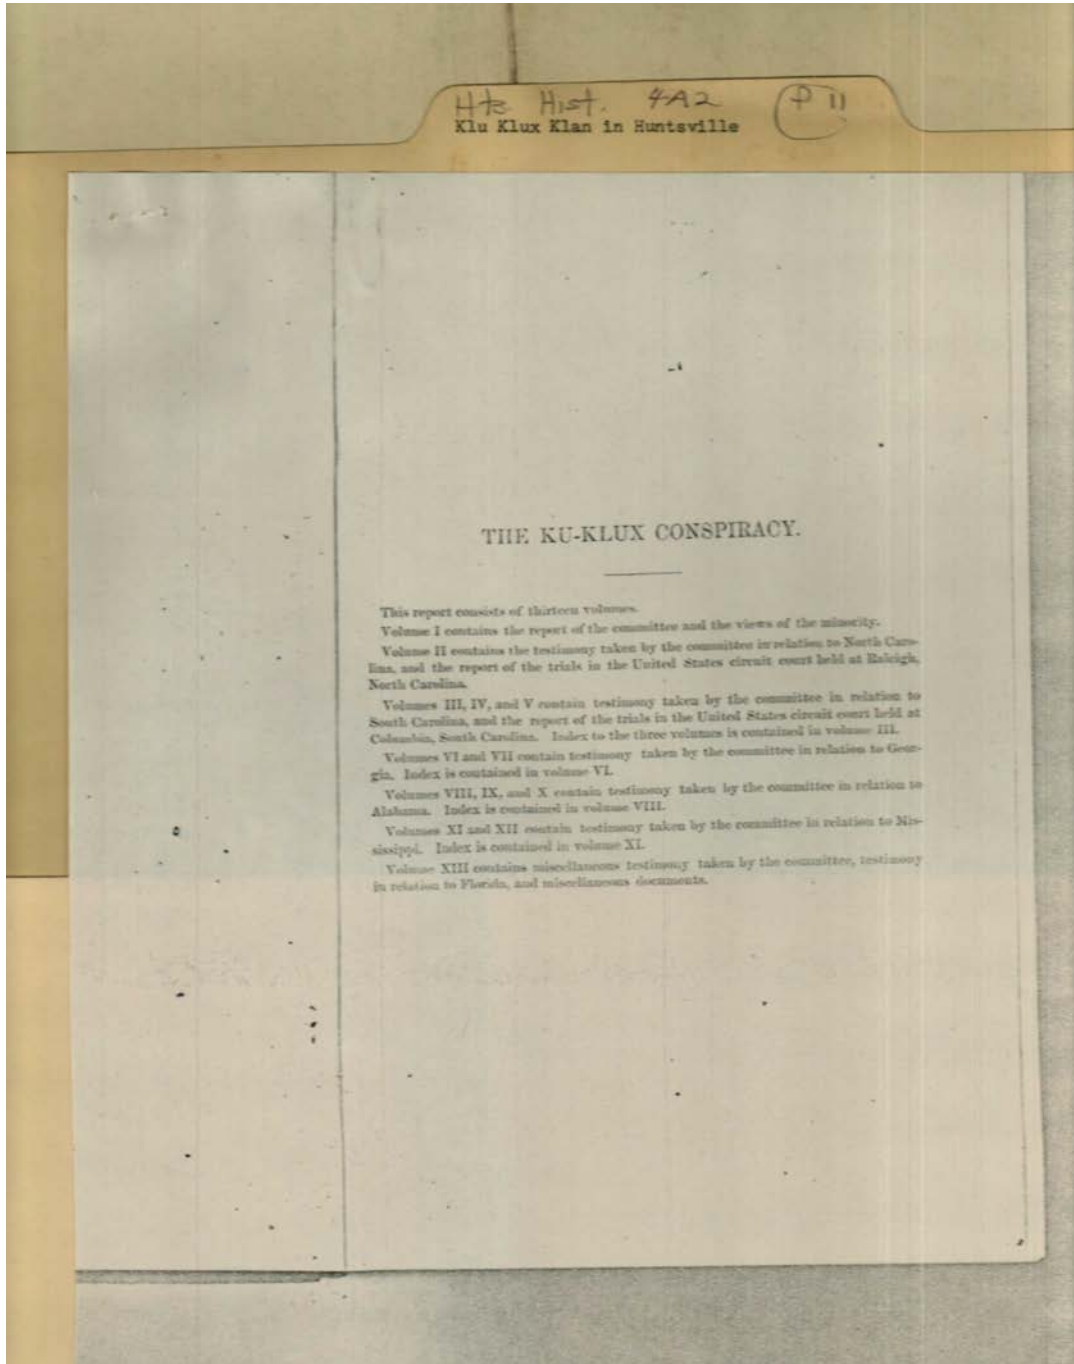 Hts. Hist. 4A2 P 11
Klu Klux Klan in Huntsville
THE KU-KLUX CONSPIRACY.
This report consists of thirteen volumes.
Volume I contains the report of the committee and the views of the minority.
Volume II contains the testimony taken by the committee in relation to North Caro-
lina, and the report of the trials in the United States circuit court held at Raleigh,
North Carolina.
Volumes III, IV, and V contain testimony taken by the committee in relation to
South Carolina, and the report of the trials in the United States circuit court held at
Columbia, South Carolina. Index to the three volumes is contained in volume III.
Volumes VI and VII contain testimony taken by the committee in relation to Geor-
gia. Index is contained in volume VI.
Volumes VIII, IX, and X contain testimony taken by the committee in relation to
Alabama. Index is contained in volume VIII.
Volumes XI and XII contain testimony taken by the committee in relation to Mis-
sissippi. Index is contained in volume XI.
Volume XIII contains miscellaneous testimony taken by the committee, testimony
in relation to Florida, and miscellaneous documents.